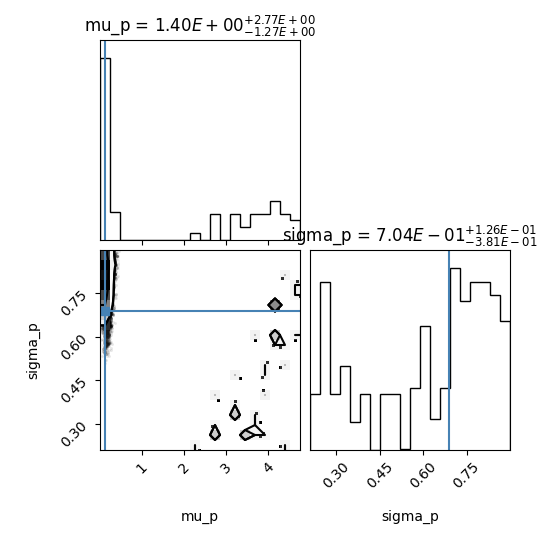 mu_p = 1.40E + 00+2.77E + 00 −1.27E + 00
sigma_p = 7.04E − 01+1.26E − 01 −3.81E − 01
0.75
0.60
0.45
0.30
sigma_p
1 2 3 4
mu_p
0.30 0.45 0.60 0.75
sigma_p